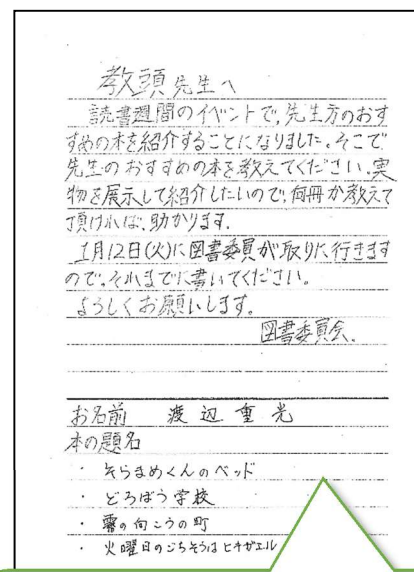 教頭先生へ
読書週間のイベントで、先生方のおす
すめの本を紹介することになりました。そこで
先生のおすすめの本を教えてください。実
物を展示して紹介したいので、何冊か教えて
頂ければ、助かります。
1月12日(火)に図書委員が取りに行きます
ので、それまでに書いてください。
よろしくお願いします。
図書委員会.
お名前 渡辺重光
本の題名
・そらまめくんのベッド
・どろぼう学校
・雲の向こうの町
・火曜日のごちそうはヒキガエル